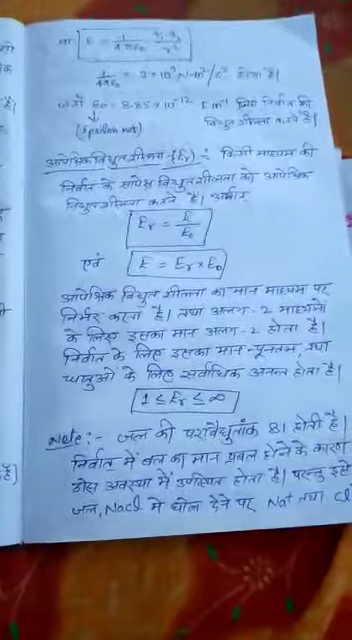 या F = 1/4πε₀ q₁q₂/r²
1/4πε₀ = 9×10⁹ N-m²/C² होता है।
जहाँ ε₀ = 8.85×10⁻¹² Fm⁻¹ जिसे निर्वात की
(epsilon not) विद्युतशीलता कहते हैं।
आपेक्षिक विद्युतशीलता-(εr) :- किसी माध्यम की
निर्वात के सापेक्ष विद्युतशीलता को आपेक्षिक
विद्युतशीलता कहते हैं। अर्थात
εr = ε/ε₀
एवं ε = εr × ε₀
आपेक्षिक विद्युतशीलता का मान माध्यम पर
निर्भर करता है। तथा अलग-2 माध्यमों
के लिए इसका मान अलग-2 होता है।
निर्वात के लिए इसका मान न्यूनतम, तथा
धातुओं के लिए सर्वाधिक अनन्त होता है।
1 ≤ εr ≤ ∞
Note:- जल की परावैद्युतांक 81 होती है।
निर्वात में बल का मान प्रबल होने के कारण
ठोस अवस्था में उपस्थित होता है। परन्तु इसे
जल, NaCl मे घोल देने पर Na⁺ तथा Cl